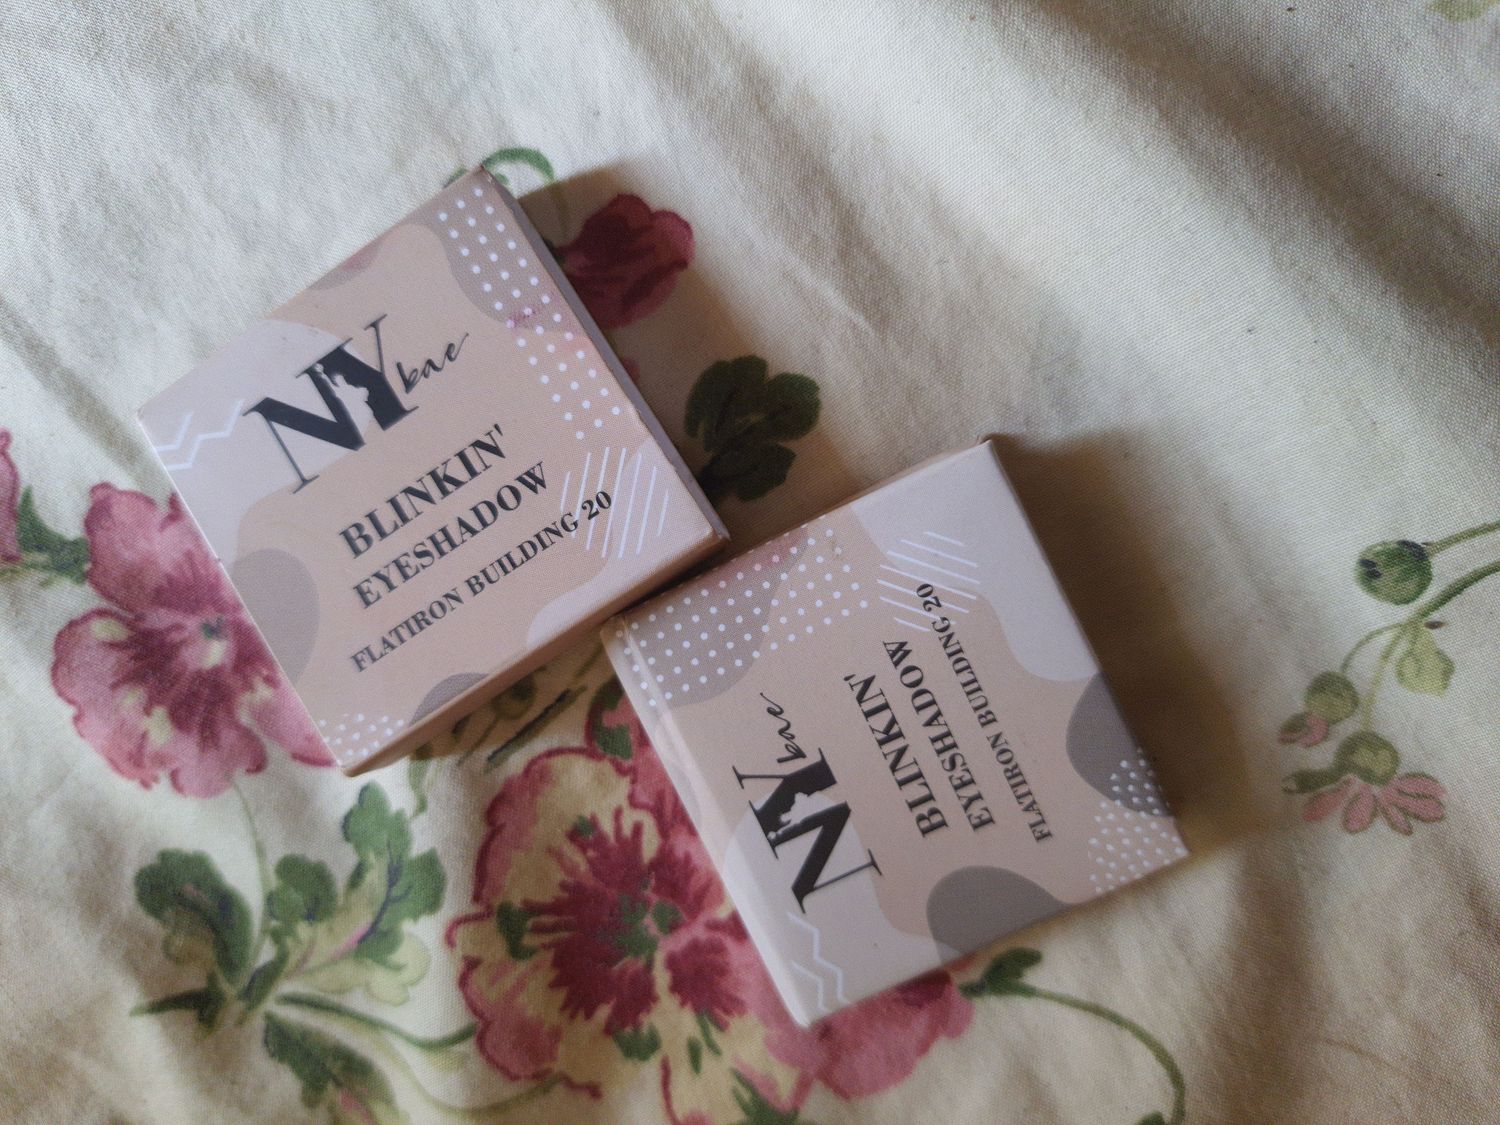 NY bae
BLINKIN'
EYESHADOW
FLATIRON BUILDING 20
NY bae
BLINKIN'
EYESHADOW
FLATIRON BUILDING 20